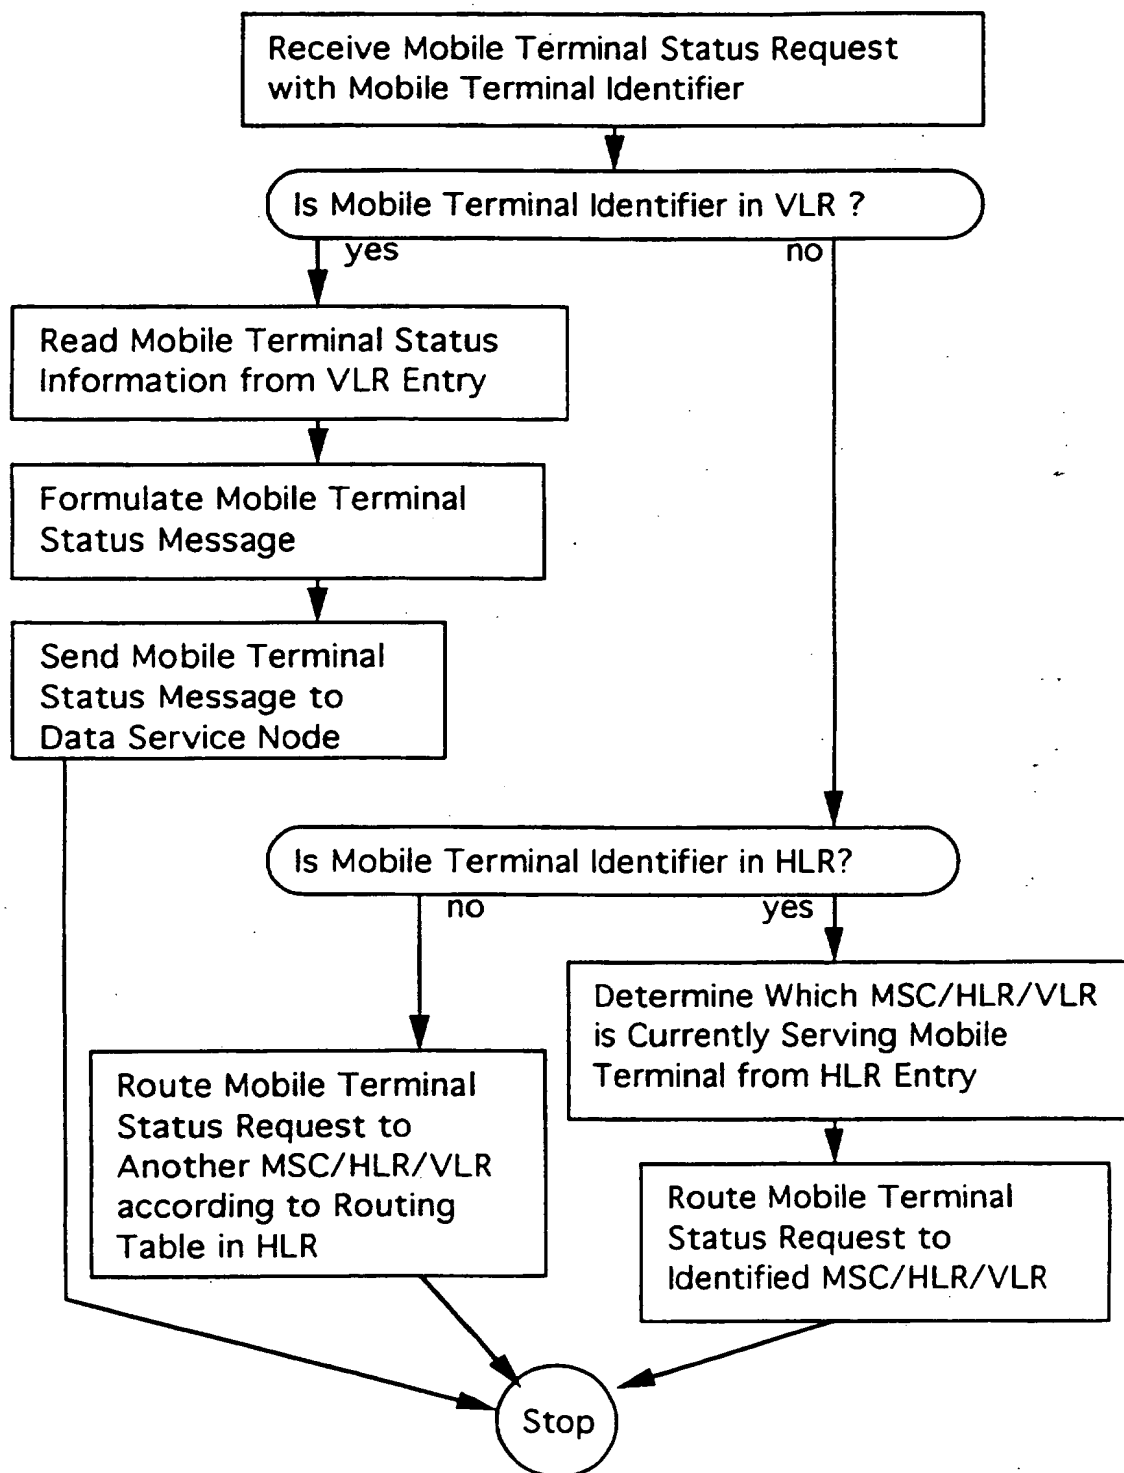 Receive Mobile Terminal Status Request
with Mobile Terminal Identifier
Is Mobile Terminal Identifier in VLR ?
yes
no
Read Mobile Terminal Status
Information from VLR Entry
Formulate Mobile Terminal
Status Message
Send Mobile Terminal
Status Message to
Data Service Node
Is Mobile Terminal Identifier in HLR?
no
yes
Determine Which MSC/HLR/VLR
is Currently Serving Mobile
Terminal from HLR Entry
Route Mobile Terminal
Status Request to
Another MSC/HLR/VLR
according to Routing
Table in HLR
Route Mobile Terminal
Status Request to
Identified MSC/HLR/VLR
Stop